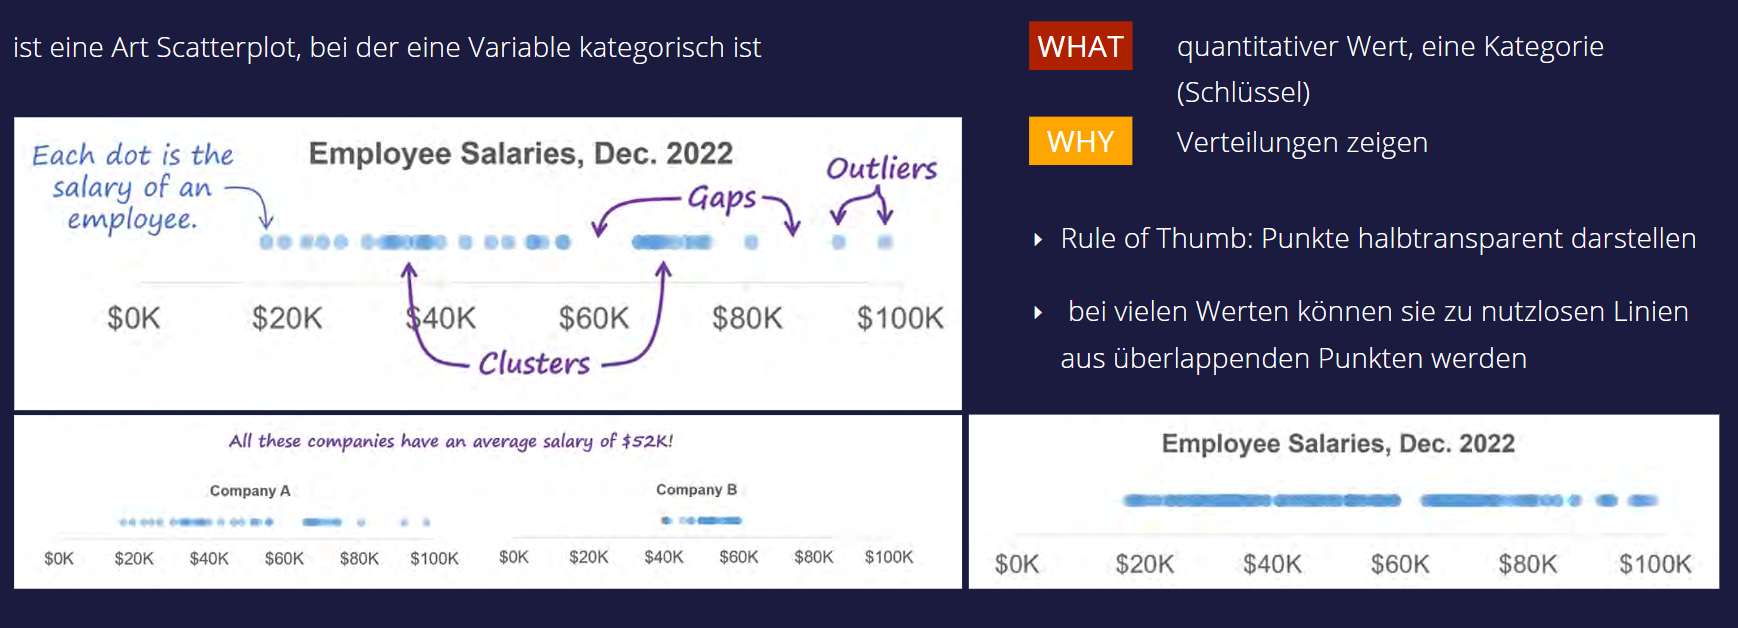 ist eine Art Scatterplot, bei der eine Variable kategorisch ist
Each dot is the
salary of an
employee.
Employee Salaries, Dec. 2022
Gaps
Outliers
$0K $20K $40K $60K $80K $100K
Clusters
All these companies have an average salary of $52K!
Company A
$0K $20K $40K $60K $80K $100K
Company B
$0K $20K $40K $60K $80K $100K
WHAT quantitativer Wert, eine Kategorie
(Schlüssel)
WHY Verteilungen zeigen
Rule of Thumb: Punkte halbtransparent darstellen
bei vielen Werten können sie zu nutzlosen Linien
aus überlappenden Punkten werden
Employee Salaries, Dec. 2022
$0K $20K $40K $60K $80K $100K